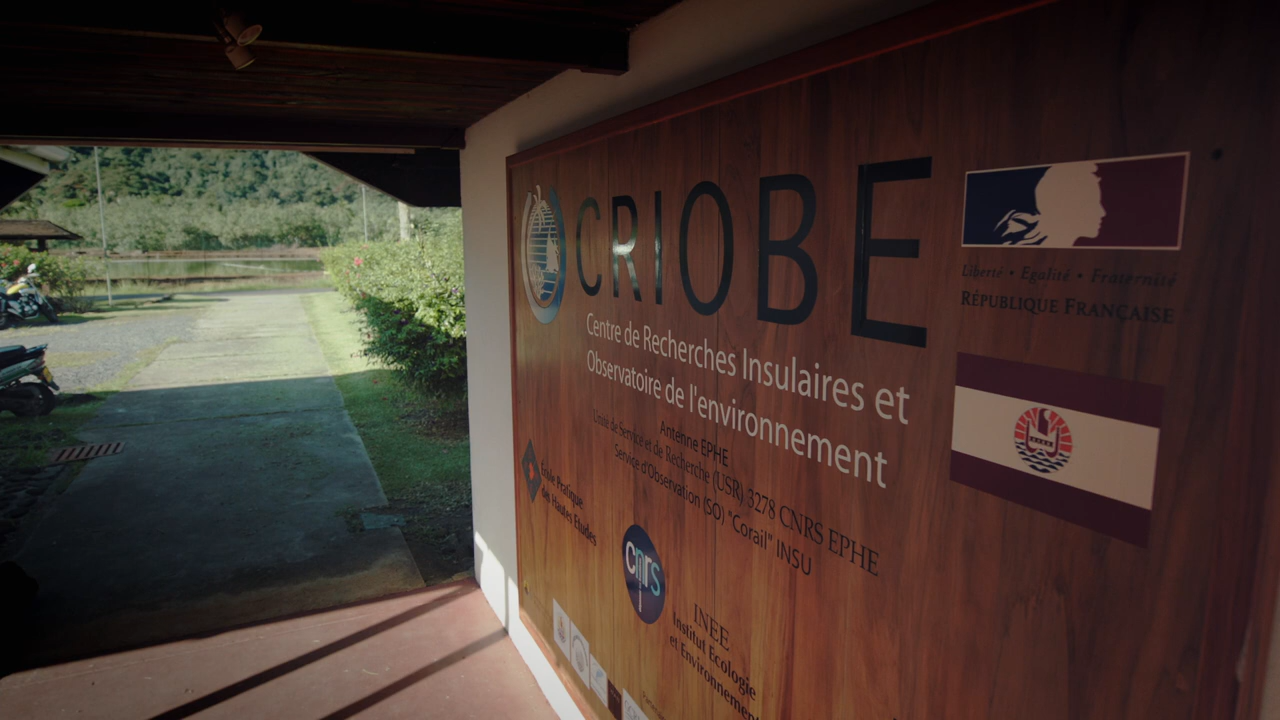 CRIOBE
Centre de Recherches Insulaires et
Observatoire de l'environnement
Antenne EPHE
Unité de Service et de Recherche (USR) 3278 CNRS EPHE
Service d'Observation (SO) "Corail" INSU
Liberté • Egalité • Fraternité
RÉPUBLIQUE FRANÇAISE
École Pratique
des Hautes Études
cnrs
INEE
Institut Ecologie
et Environnement